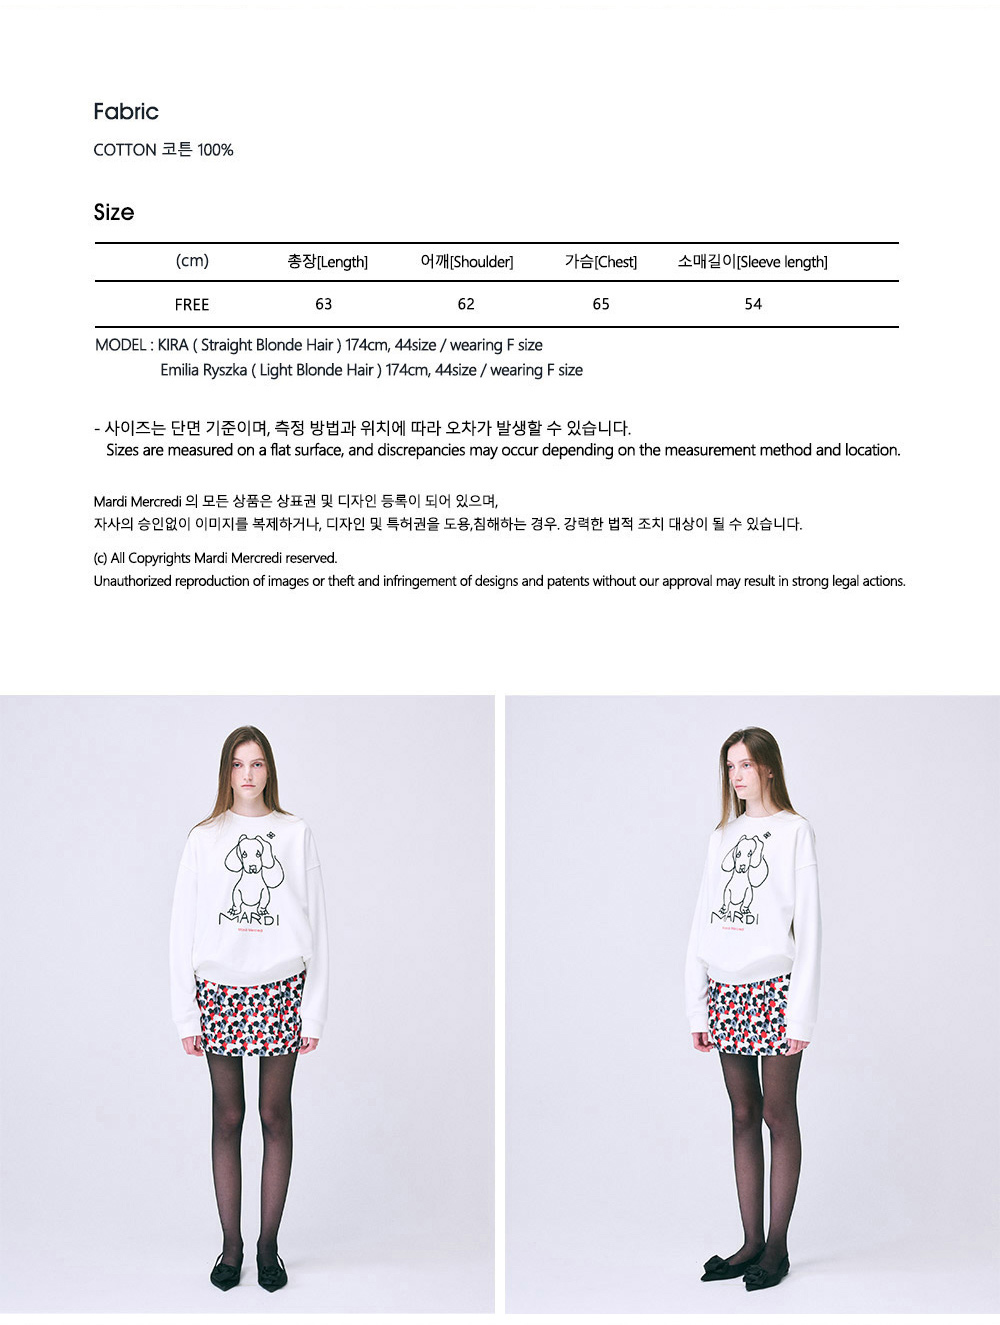 Fabric
COTTON 코튼 100%
Size
(cm) 총장[Length] 어깨[Shoulder] 가슴[Chest] 소매길이[Sleeve length]
FREE 63 62 65 54
MODEL : KIRA ( Straight Blonde Hair ) 174cm, 44size / wearing F size
Emilia Ryszka ( Light Blonde Hair ) 174cm, 44size / wearing F size
- 사이즈는 단면 기준이며, 측정 방법과 위치에 따라 오차가 발생할 수 있습니다.
Sizes are measured on a flat surface, and discrepancies may occur depending on the measurement method and location.
Mardi Mercredi 의 모든 상품은 상표권 및 디자인 등록이 되어 있으며,
자사의 승인없이 이미지를 복제하거나, 디자인 및 특허권을 도용,침해하는 경우. 강력한 법적 조치 대상이 될 수 있습니다.
(c) All Copyrights Mardi Mercredi reserved.
Unauthorized reproduction of images or theft and infringement of designs and patents without our approval may result in strong legal actions.
MARDI
Mardi Mercredi
MARDI
Mardi Mercredi